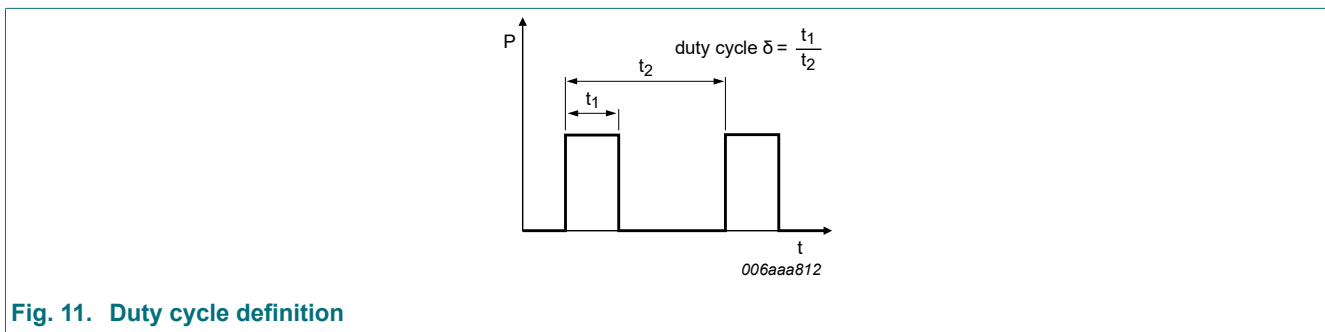 P
duty cycle δ = t1
t2
t2
t1
t
006aaa812
Fig. 11. Duty cycle definition